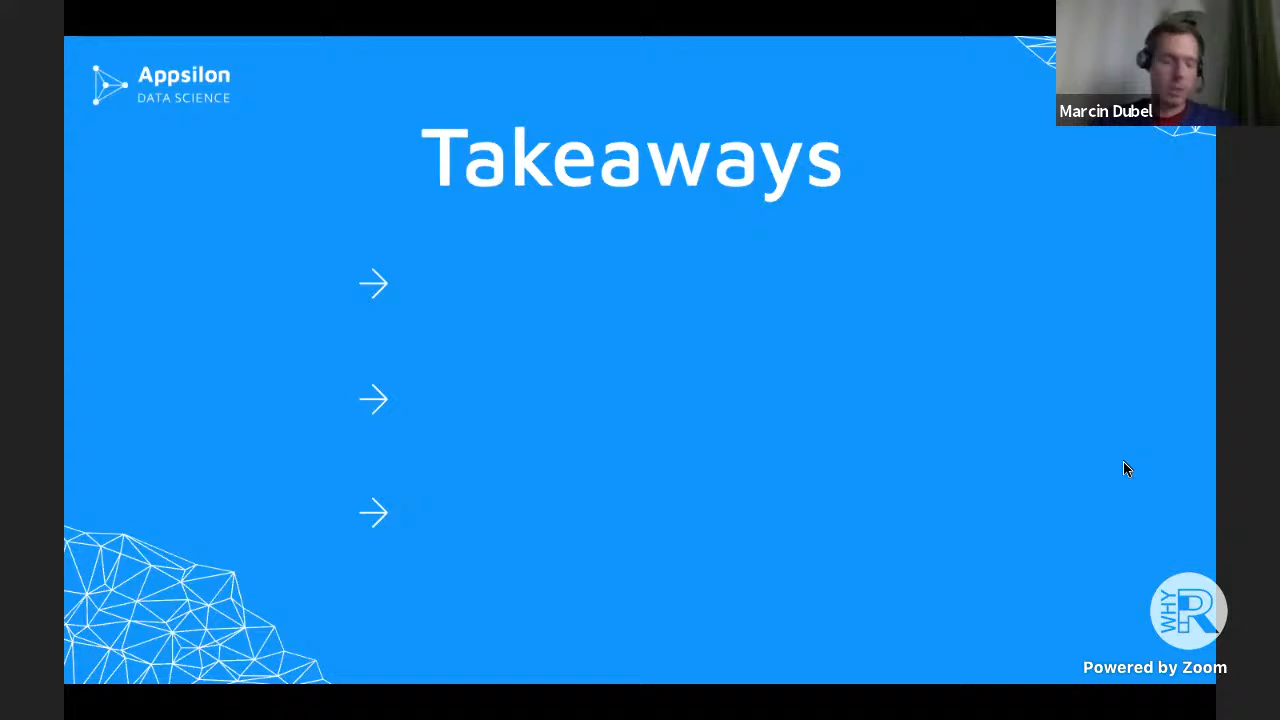 Appsilon
DATA SCIENCE
Marcin Dubel
Takeaways
WHY R
Powered by Zoom